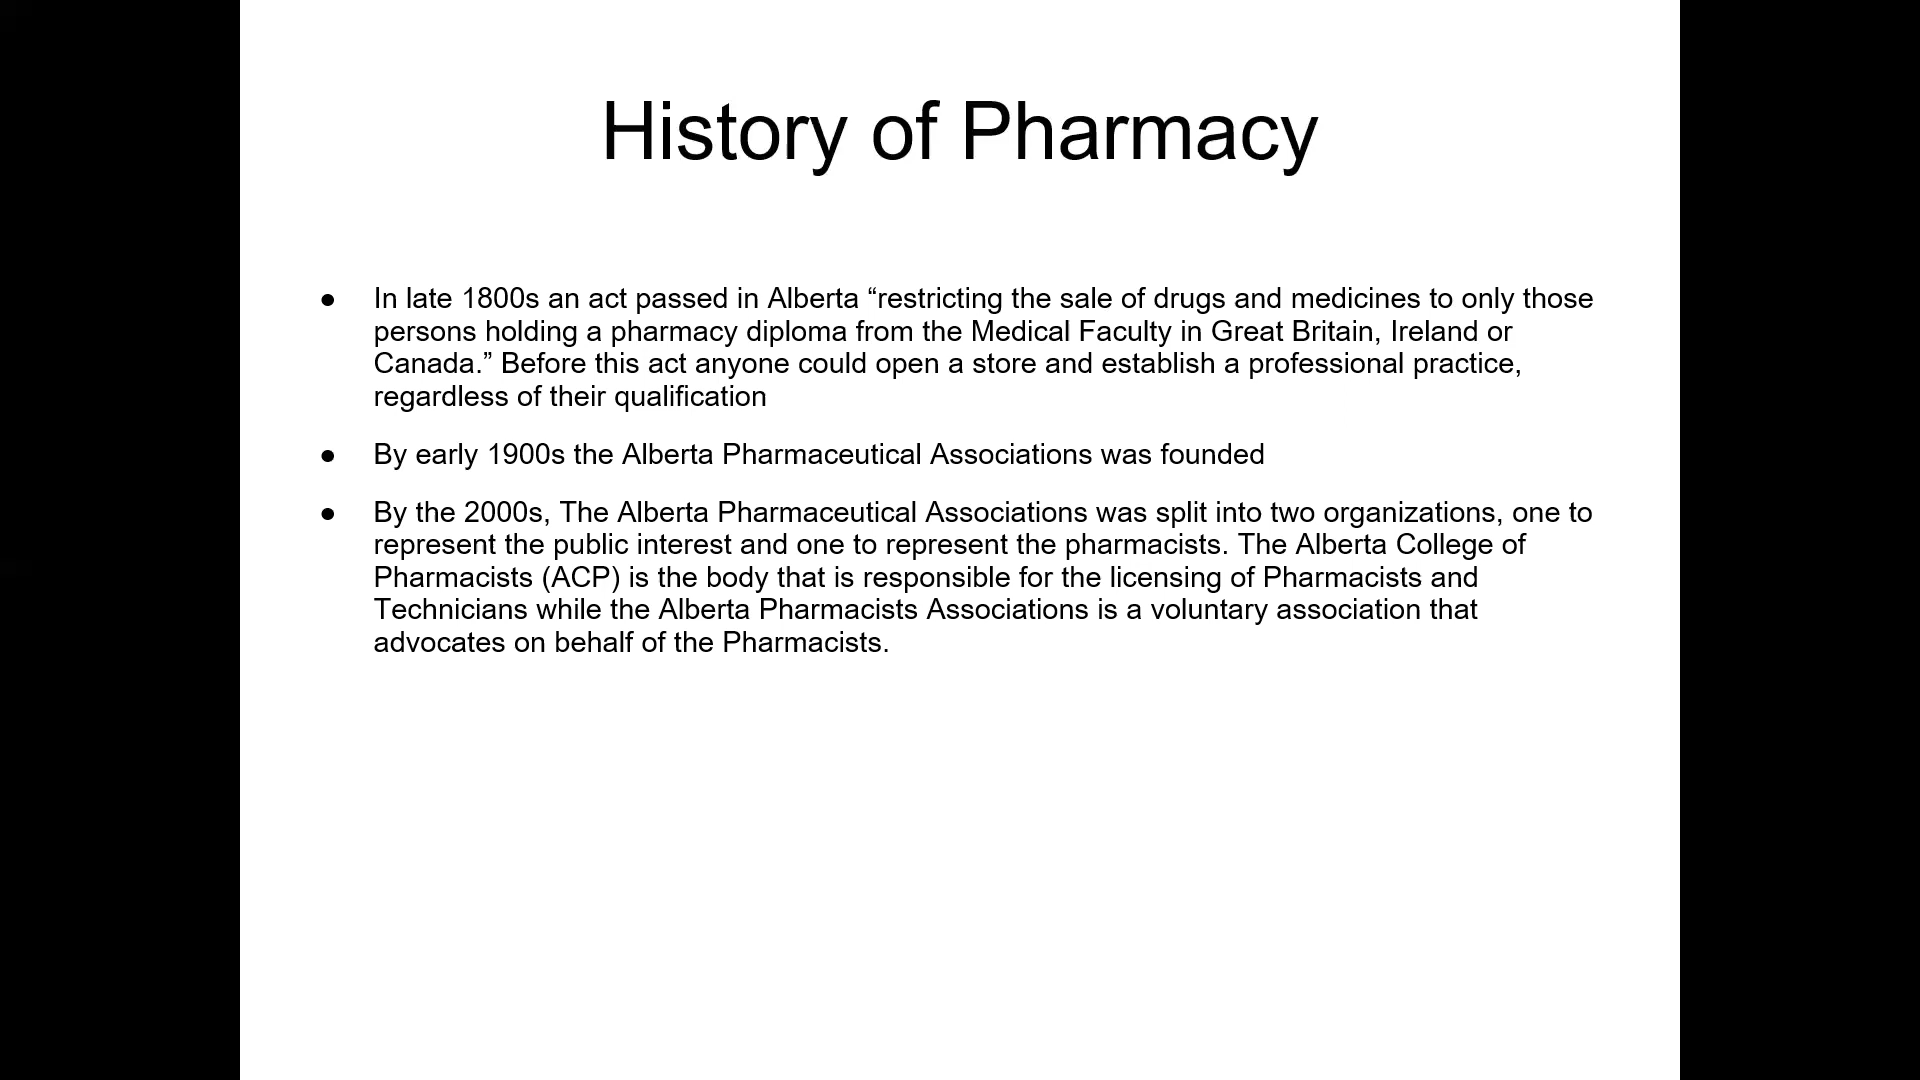 History of Pharmacy
● In late 1800s an act passed in Alberta “restricting the sale of drugs and medicines to only those
persons holding a pharmacy diploma from the Medical Faculty in Great Britain, Ireland or
Canada.” Before this act anyone could open a store and establish a professional practice,
regardless of their qualification
● By early 1900s the Alberta Pharmaceutical Associations was founded
● By the 2000s, The Alberta Pharmaceutical Associations was split into two organizations, one to
represent the public interest and one to represent the pharmacists. The Alberta College of
Pharmacists (ACP) is the body that is responsible for the licensing of Pharmacists and
Technicians while the Alberta Pharmacists Associations is a voluntary association that
advocates on behalf of the Pharmacists.